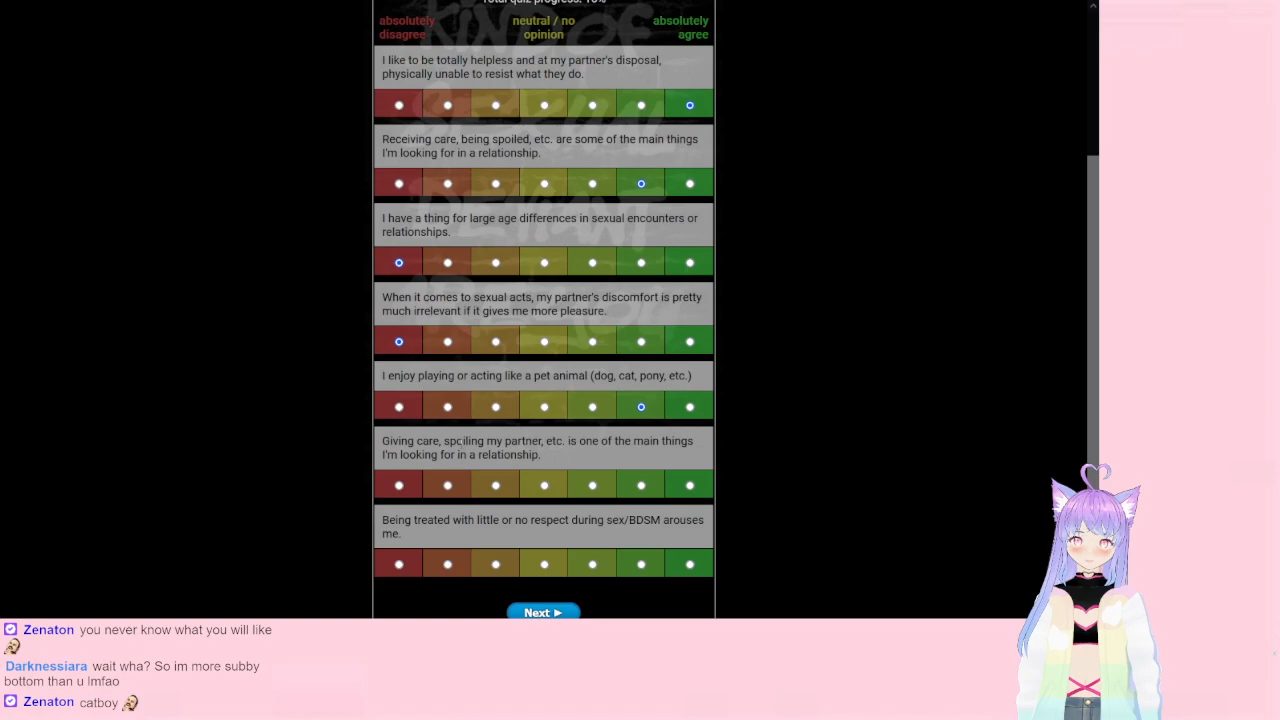 absolutely
disagree
neutral / no
opinion
absolutely
agree
I like to be totally helpless and at my partner's disposal,
physically unable to resist what they do.
Receiving care, being spoiled, etc. are some of the main things
I'm looking for in a relationship.
I have a thing for large age differences in sexual encounters or
relationships.
When it comes to sexual acts, my partner's discomfort is pretty
much irrelevant if it gives me more pleasure.
I enjoy playing or acting like a pet animal (dog, cat, pony, etc.)
Giving care, spoiling my partner, etc. is one of the main things
I'm looking for in a relationship.
Being treated with little or no respect during sex/BDSM arouses
me.
Next ►
Zenaton you never know what you will like
Darknessiara wait wha? So im more subby
bottom than u lmfao
Zenaton catboy